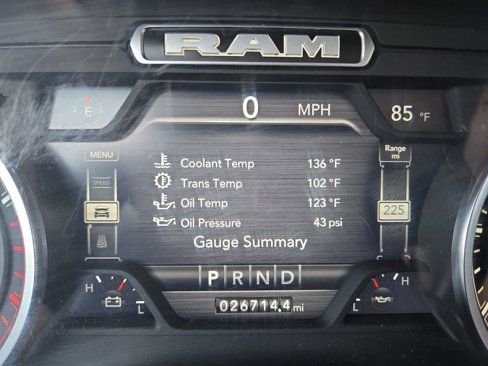 RAM
E
0 MPH
85 °F
MENU
Range
mi
SPEED
Coolant Temp 136 °F
Trans Temp 102 °F
Oil Temp 123 °F
225
Oil Pressure 43 psi
Gauge Summary
P R N D
H
H
L
L
026714.4 mi